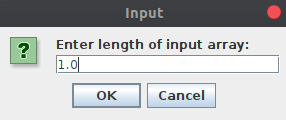 Input
?
Enter length of input array:
1.0
OK
Cancel